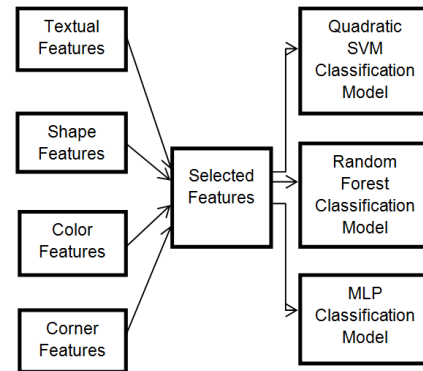 Textual
Features
Shape
Features
Color
Features
Corner
Features
Selected
Features
Quadratic
SVM
Classification
Model
Random
Forest
Classification
Model
MLP
Classification
Model